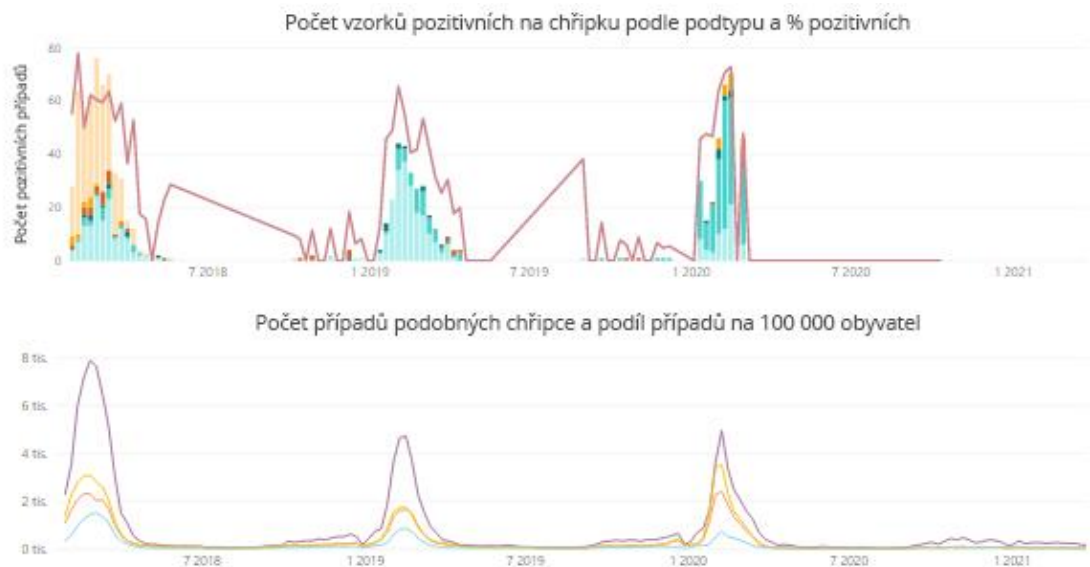 Počet vzorků pozitivních na chřipku podle podtypu a % pozitivních
Počet pozitivních případů
80
60
40
20
0
7 2018
1 2019
7 2019
1 2020
7 2020
1 2021
Počet případů podobných chřipce a podíl případů na 100 000 obyvatel
8 tis.
6 tis.
4 tis.
2 tis.
0 tis.
7 2018
1 2019
7 2019
1 2020
7 2020
1 2021